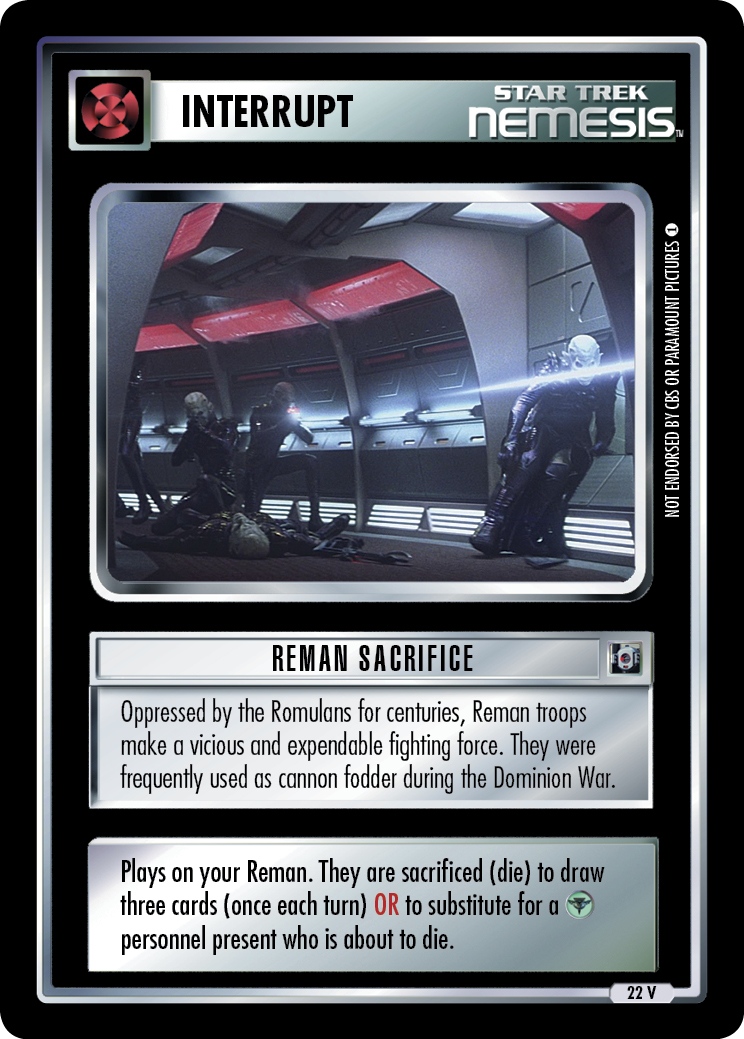 INTERRUPT
STAR TREK
NEMESIS™
NOT ENDORSED BY CBS OR PARAMOUNT PICTURES 1
REMAN SACRIFICE
Oppressed by the Romulans for centuries, Reman troops
make a vicious and expendable fighting force. They were
frequently used as cannon fodder during the Dominion War.
Plays on your Reman. They are sacrificed (die) to draw
three cards (once each turn) OR to substitute for a
personnel present who is about to die.
22 V